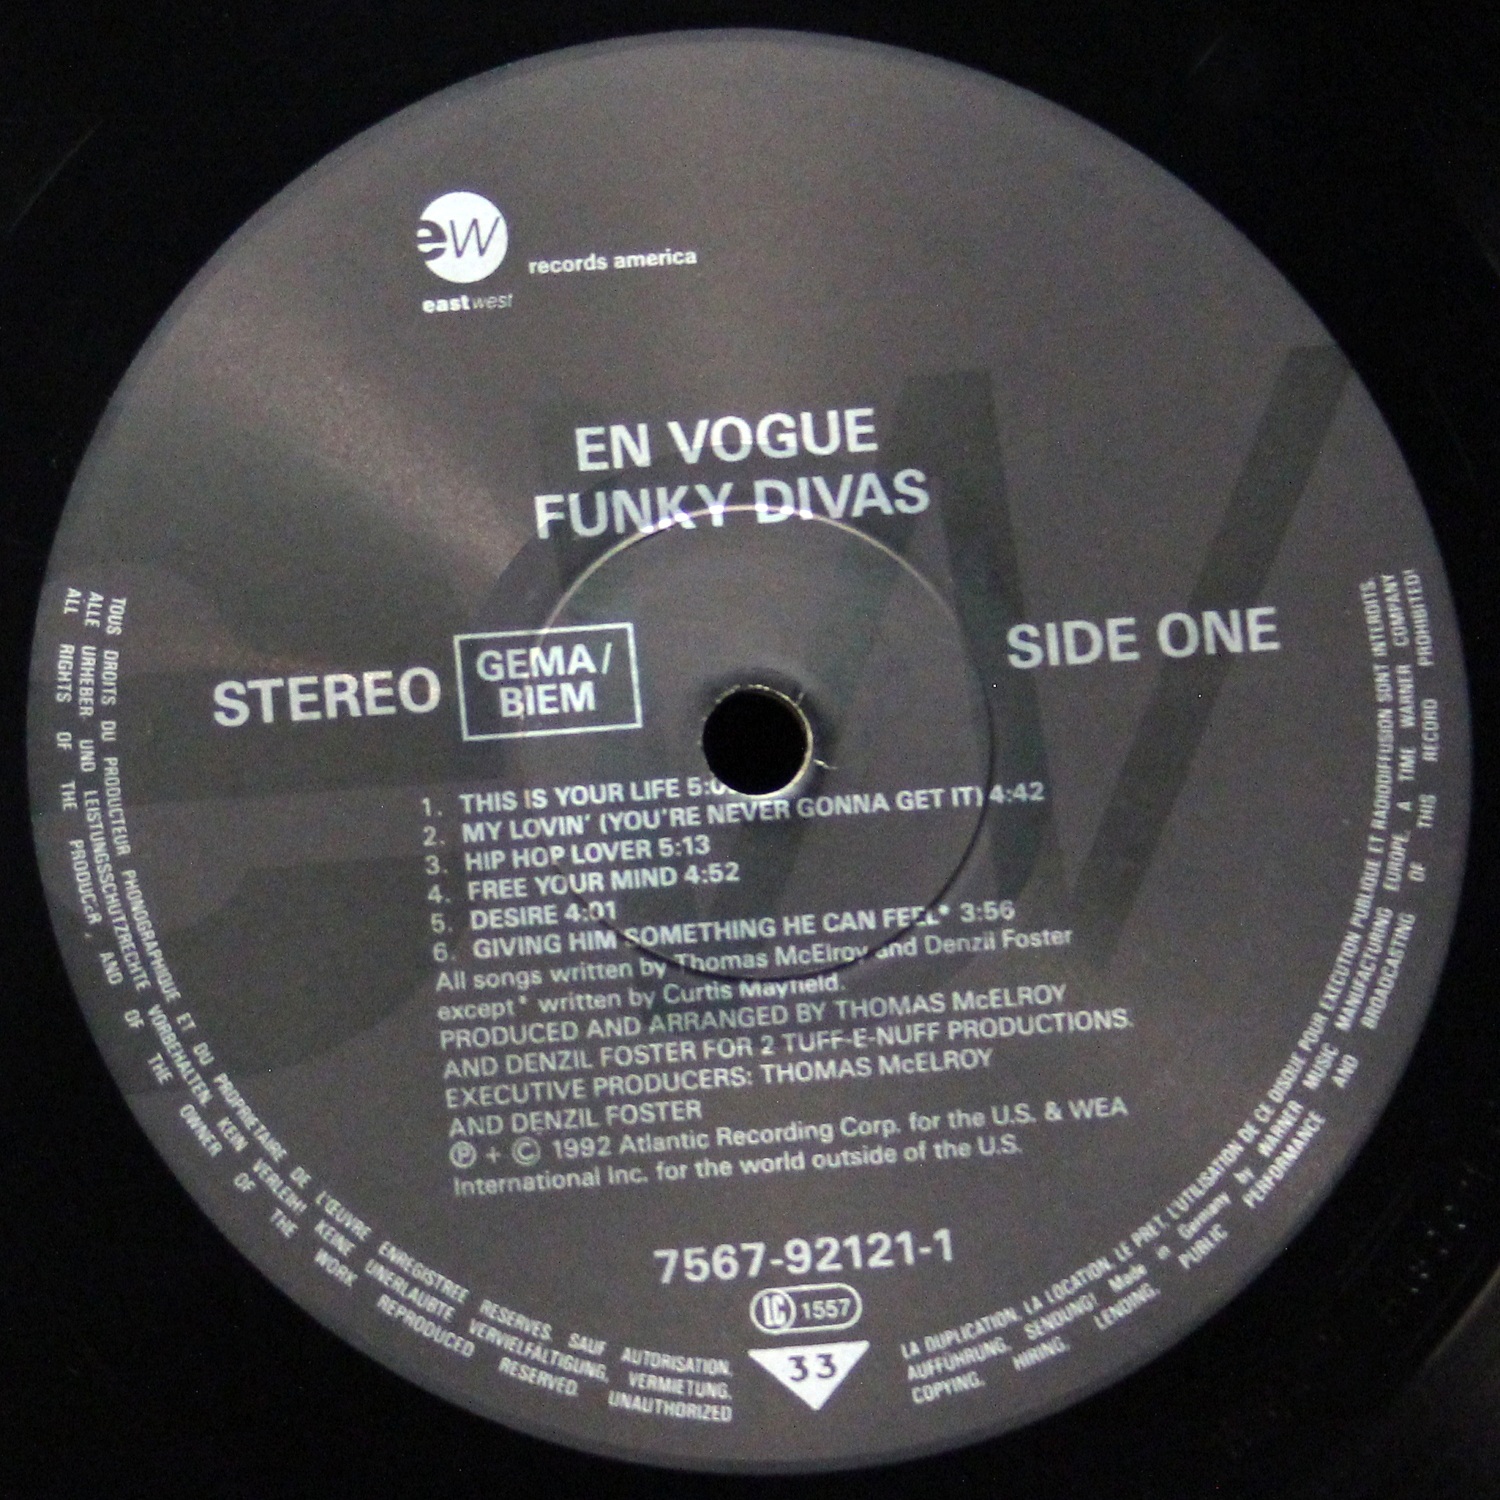 ew
records america
eastwest
EN VOGUE
FUNKY DIVAS
STEREO
GEMA/
BIEM
SIDE ONE
1. THIS IS YOUR LIFE
2. MY LOVIN' (YOU'RE NEVER GONNA GET IT) 4:42
3. HIP HOP LOVER 5:13
4. FREE YOUR MIND 4:52
5. DESIRE 4:01
6. GIVING HIM SOMETHING HE CAN FEEL* 3:56
All songs written by Thomas McElroy and Denzil Foster
except* written by Curtis Mayfield.
PRODUCED AND ARRANGED BY THOMAS McELROY
AND DENZIL FOSTER FOR 2 TUFF-E-NUFF PRODUCTIONS.
EXECUTIVE PRODUCERS: THOMAS McELROY
AND DENZIL FOSTER
℗ + © 1992 Atlantic Recording Corp. for the U.S. & WEA
International Inc. for the world outside of the U.S.
7567-92121-1
LC 1557
33
TOUS DROITS DU PRODUCTEUR PHONOGRAPHIQUE ET DU PROPRIETAIRE DE L'ŒUVRE ENREGISTREE RESERVES. SAUF AUTORISATION, LA DUPLICATION, LA LOCATION, LE PRET, L'UTILISATION DE CE DISQUE POUR EXECUTION PUBLIQUE ET RADIODIFFUSION SONT INTERDITS.
ALLE URHEBER UND LEISTUNGSSCHUTZRECHTE VORBEHALTEN. KEIN VERLEIH! KEINE UNERLAUBTE VERVIELFÄLTIGUNG, VERMIETUNG, AUFFÜHRUNG, SENDUNG! Made in Germany by WARNER MUSIC MANUFACTURING EUROPE. A TIME WARNER COMPANY
ALL RIGHTS OF THE PRODUCER, AND OF THE OWNER OF THE WORK REPRODUCED RESERVED. UNAUTHORIZED COPYING, HIRING, LENDING, PUBLIC PERFORMANCE AND BROADCASTING OF THIS RECORD PROHIBITED!